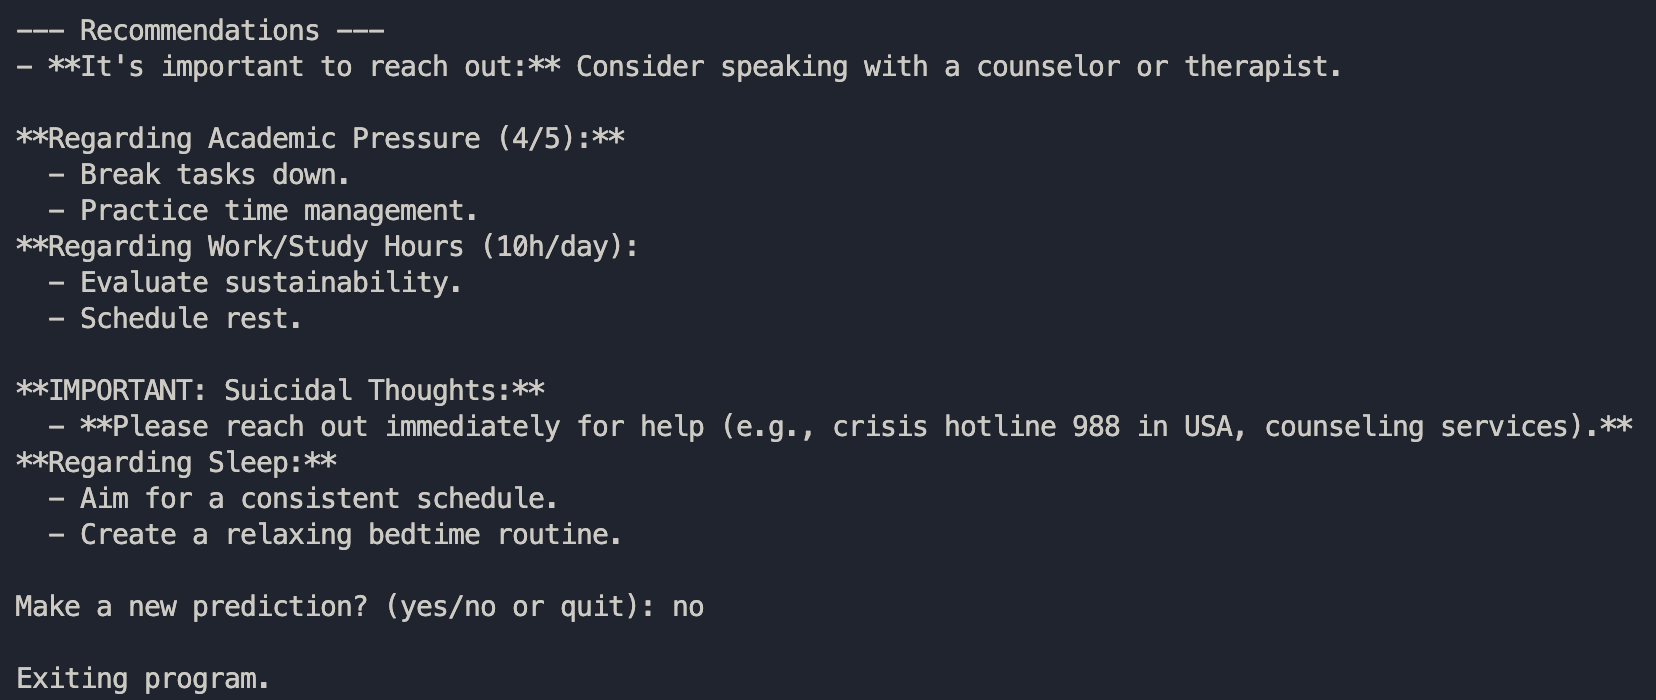 --- Recommendations ---
- **It's important to reach out:** Consider speaking with a counselor or therapist.
**Regarding Academic Pressure (4/5):**
  - Break tasks down.
  - Practice time management.
**Regarding Work/Study Hours (10h/day):
  - Evaluate sustainability.
  - Schedule rest.
**IMPORTANT: Suicidal Thoughts:**
  - **Please reach out immediately for help (e.g., crisis hotline 988 in USA, counseling services).**
**Regarding Sleep:**
  - Aim for a consistent schedule.
  - Create a relaxing bedtime routine.
Make a new prediction? (yes/no or quit): no
Exiting program.